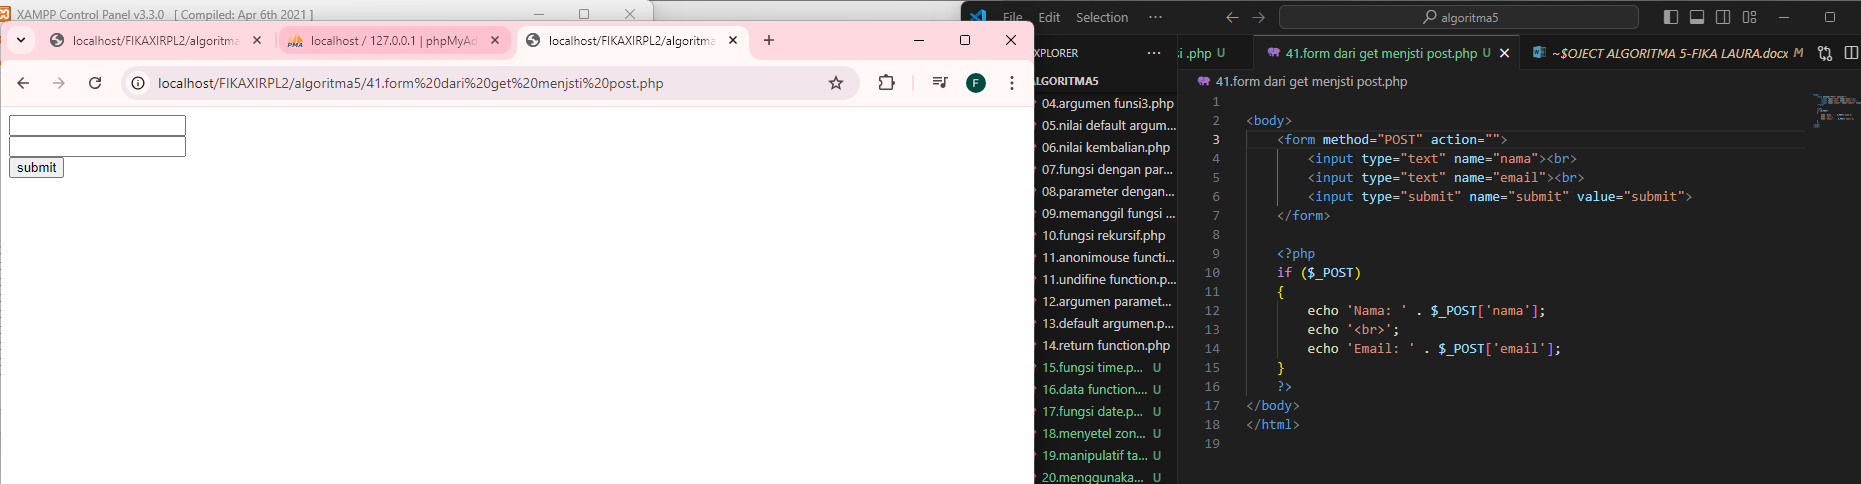 XAMPP Control Panel v3.3.0 [ Compiled: Apr 6th 2021 ]
localhost/FIKAXIRPL2/algoritma
localhost / 127.0.0.1 | phpMyAd
localhost/FIKAXIRPL2/algoritma
localhost/FIKAXIRPL2/algoritma5/41.form%20dari%20get%20menjsti%20post.php
F
submit
File Edit Selection ···
algoritma5
EXPLORER ···
ALGORITMA5
04.argumen funsi3.php
05.nilai default argum...
06.nilai kembalian.php
07.fungsi dengan par...
08.parameter dengan...
09.memanggil fungsi ...
10.fungsi rekursif.php
11.anonimouse functi...
11.undifine function.p...
12.argumen paramet...
13.default argumen.p...
14.return function.php
15.fungsi time.p... U
16.data function.... U
17.fungsi date.p... U
18.menyetel zon... U
19.manipulatif ta... U
20.menggunaka... U
si .php U
41.form dari get menjsti post.php U
~$OJECT ALGORITMA 5-FIKA LAURA.docx M
41.form dari get menjsti post.php
1
2 <body>
3 <form method="POST" action="">
4 <input type="text" name="nama"><br>
5 <input type="text" name="email"><br>
6 <input type="submit" name="submit" value="submit">
7 </form>
8
9 <?php
10 if ($_POST)
11 {
12 echo 'Nama: ' . $_POST['nama'];
13 echo '<br>';
14 echo 'Email: ' . $_POST['email'];
15 }
16 ?>
17 </body>
18 </html>
19